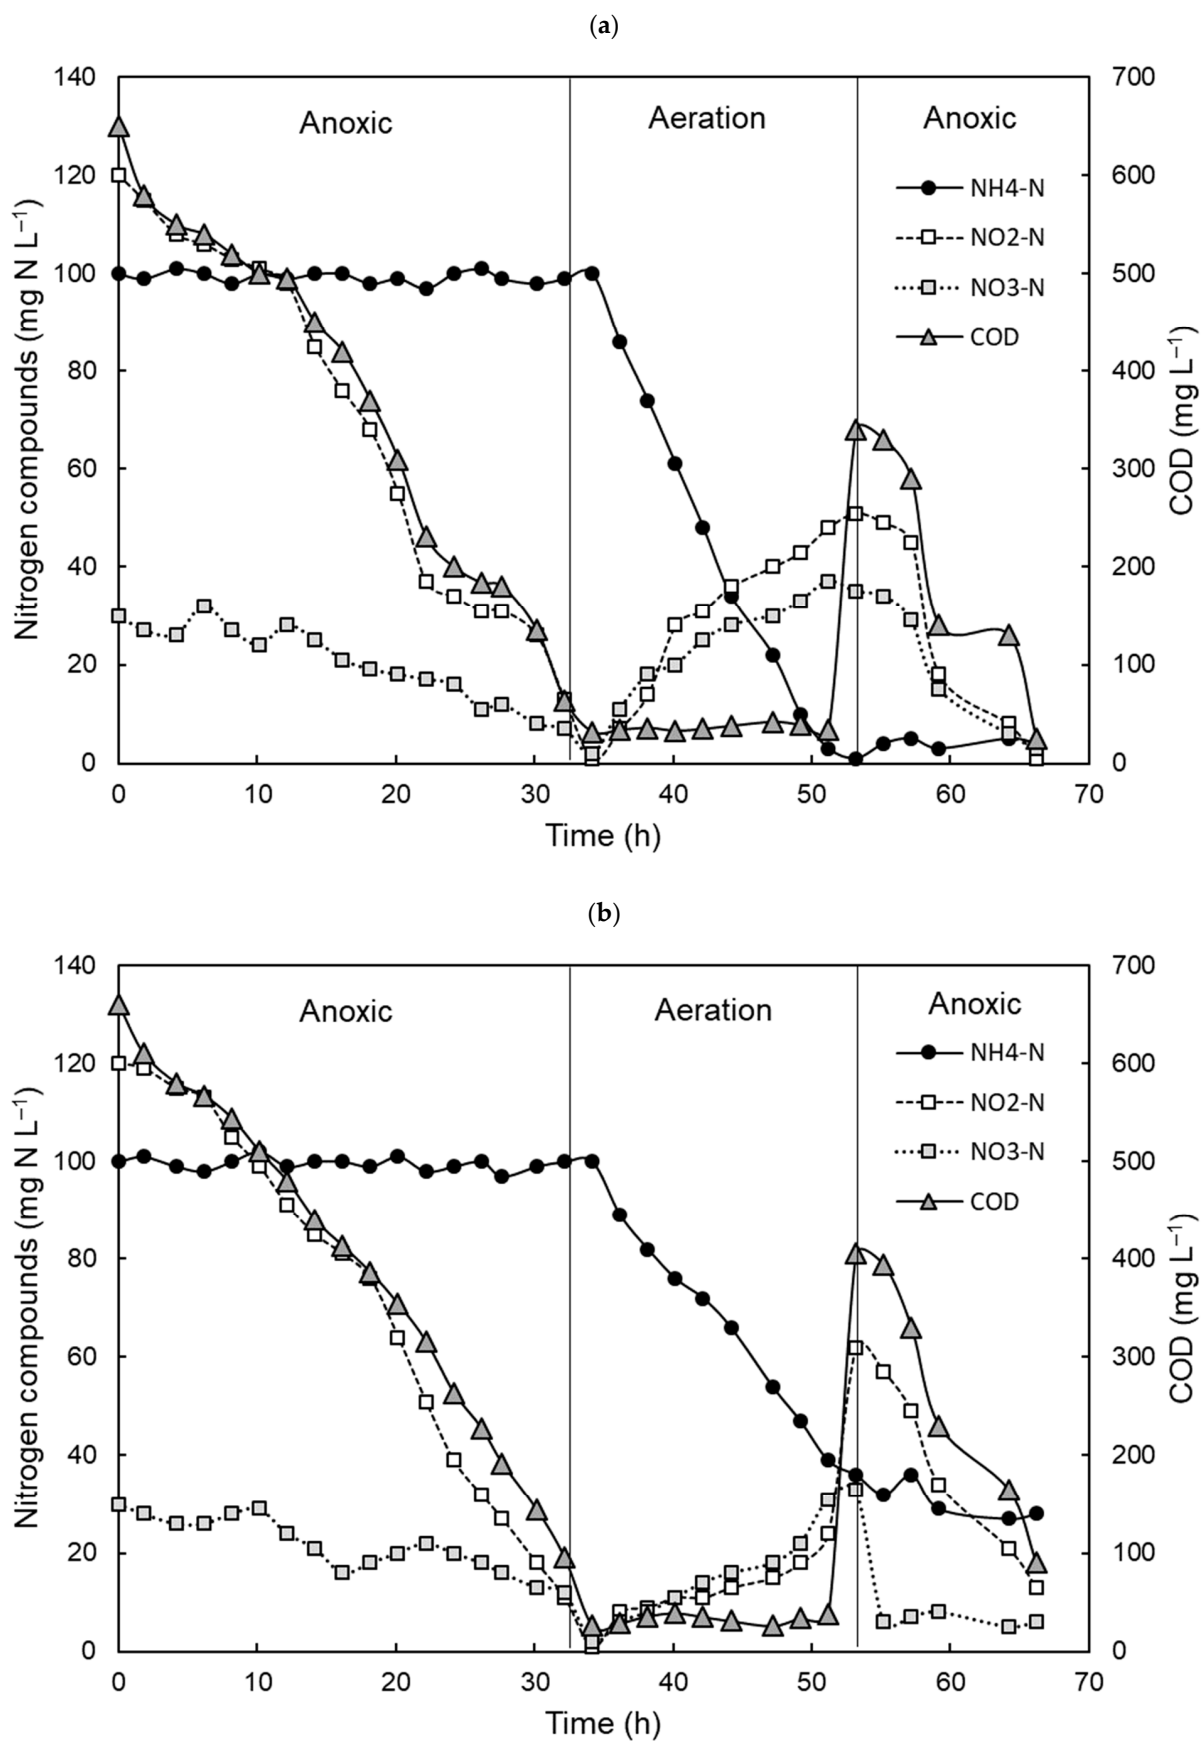 (a)
140
120
100
80
60
40
20
0
Nitrogen compounds (mg N L⁻¹)
Anoxic
Aeration
Anoxic
NH4-N
NO2-N
NO3-N
COD
700
600
500
400
300
200
100
0
COD (mg L⁻¹)
0 10 20 30 40 50 60 70
Time (h)
(b)
140
120
100
80
60
40
20
0
Nitrogen compounds (mg N L⁻¹)
Anoxic
Aeration
Anoxic
NH4-N
NO2-N
NO3-N
COD
700
600
500
400
300
200
100
0
COD (mg L⁻¹)
0 10 20 30 40 50 60 70
Time (h)